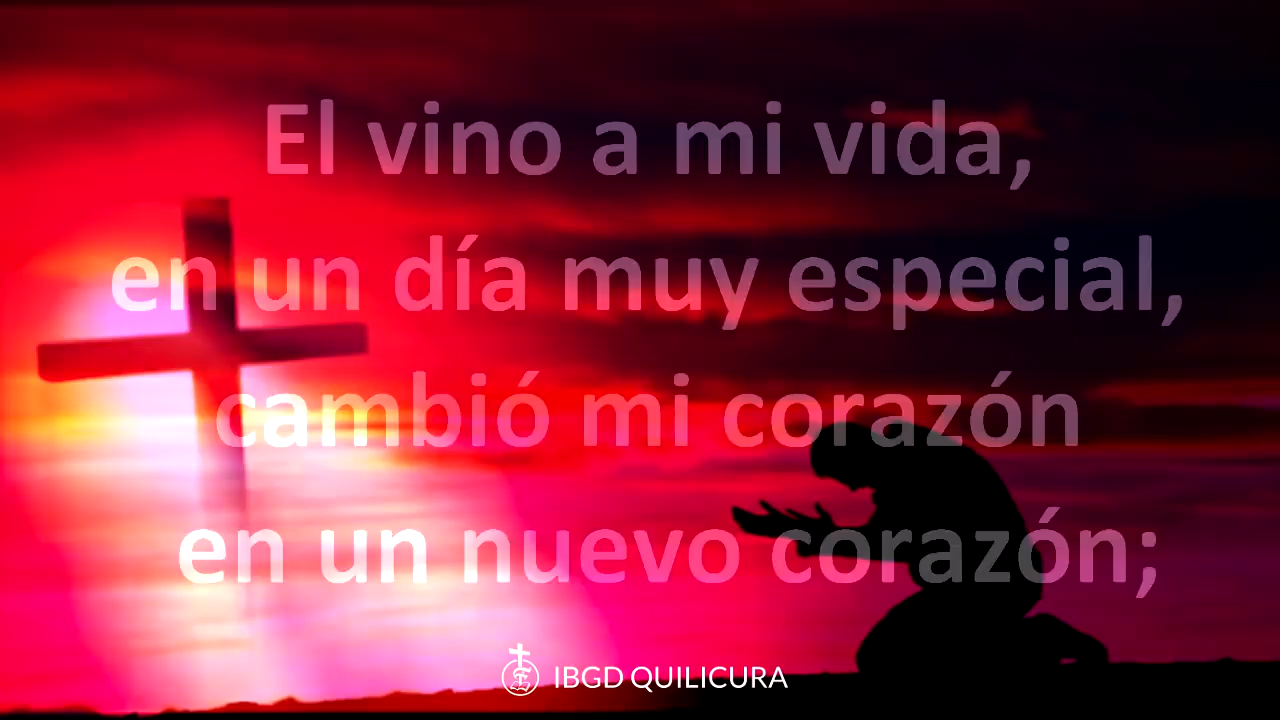 El vino a mi vida,
en un día muy especial,
cambió mi corazón
en un nuevo corazón;
IBGD QUILICURA